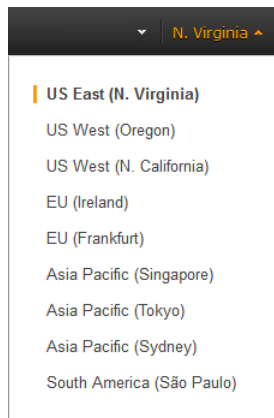 N. Virginia
US East (N. Virginia)
US West (Oregon)
US West (N. California)
EU (Ireland)
EU (Frankfurt)
Asia Pacific (Singapore)
Asia Pacific (Tokyo)
Asia Pacific (Sydney)
South America (São Paulo)